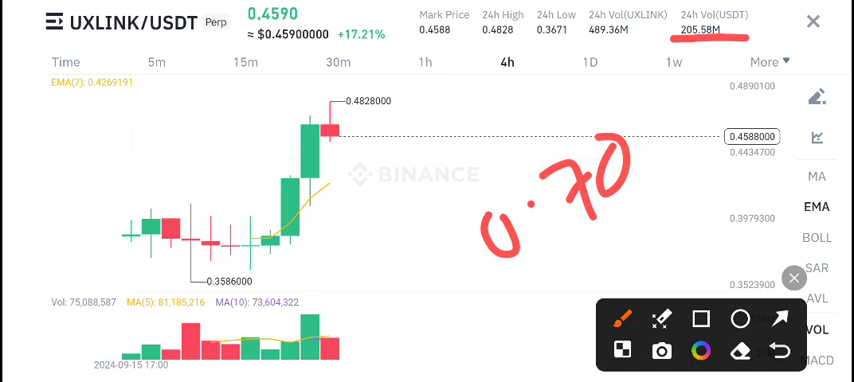 UXLINK/USDT Perp
0.4590
≈ $0.45900000 +17.21%
Mark Price 24h High 24h Low 24h Vol(UXLINK) 24h Vol(USDT)
0.4588 0.4828 0.3671 489.36M 205.58M
Time 5m 15m 30m 1h 4h 1D 1w More
EMA(7): 0.4269191
0.4890100
0.4828000
0.4588000
0.4434700
0.3979300
0.3586000
0.3523900
BINANCE
0.70
MA
EMA
BOLL
SAR
AVL
VOL
MACD
Vol: 75,088,587 MA(5): 81,185,216 MA(10): 73,604,322
2024-09-15 17:00